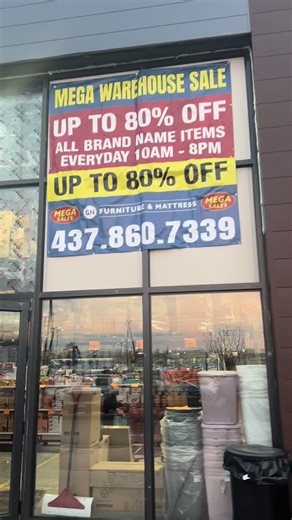 MEGA WAREHOUSE SALE
UP TO 80% OFF
ALL BRAND NAME ITEMS
EVERYDAY 10AM - 8PM
UP TO 80% OFF
MEGA SALES GH FURNITURE & MATTRESS MEGA SALES
437.860.7339